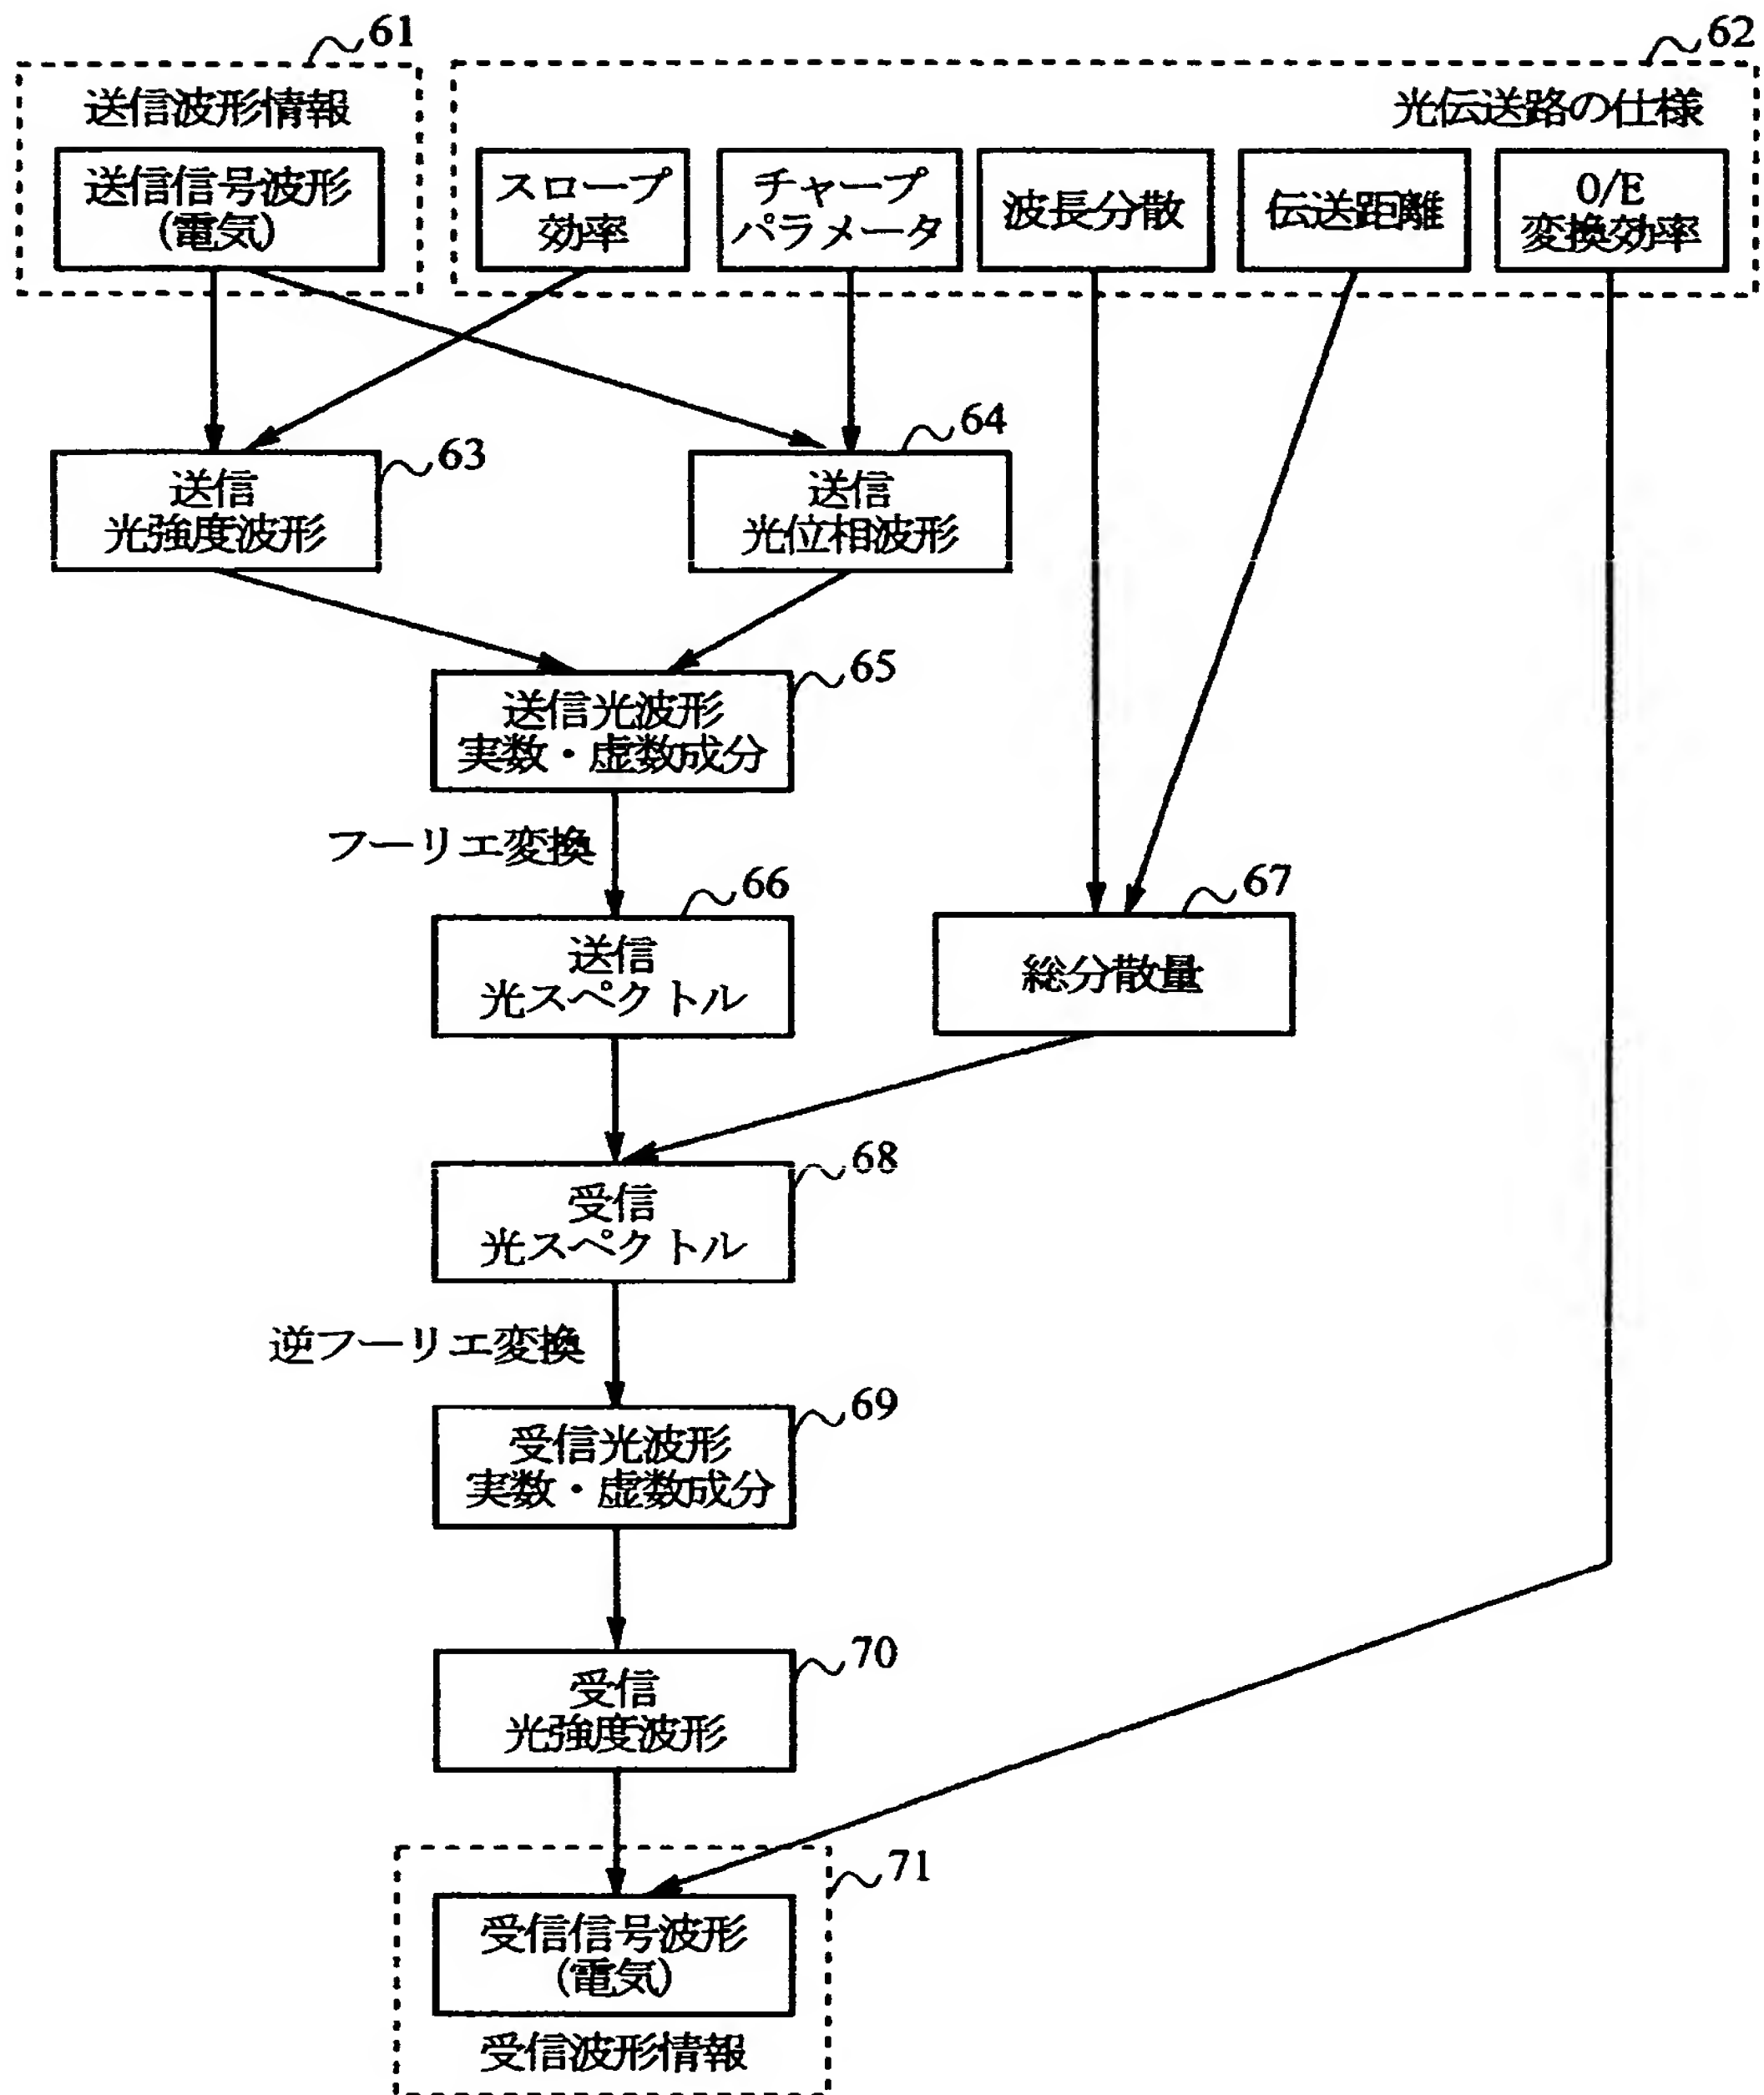 61
62
送信波形情報
光伝送路の仕様
送信信号波形
(電気)
スロープ
効率
チャープ
パラメータ
波長分散
伝送距離
O/E
変換効率
63
64
送信
光強度波形
送信
光位相波形
65
送信光波形
実数・虚数成分
フーリエ変換
66
67
送信
光スペクトル
総分散量
68
受信
光スペクトル
逆フーリエ変換
69
受信光波形
実数・虚数成分
70
受信
光強度波形
71
受信信号波形
(電気)
受信波形情報